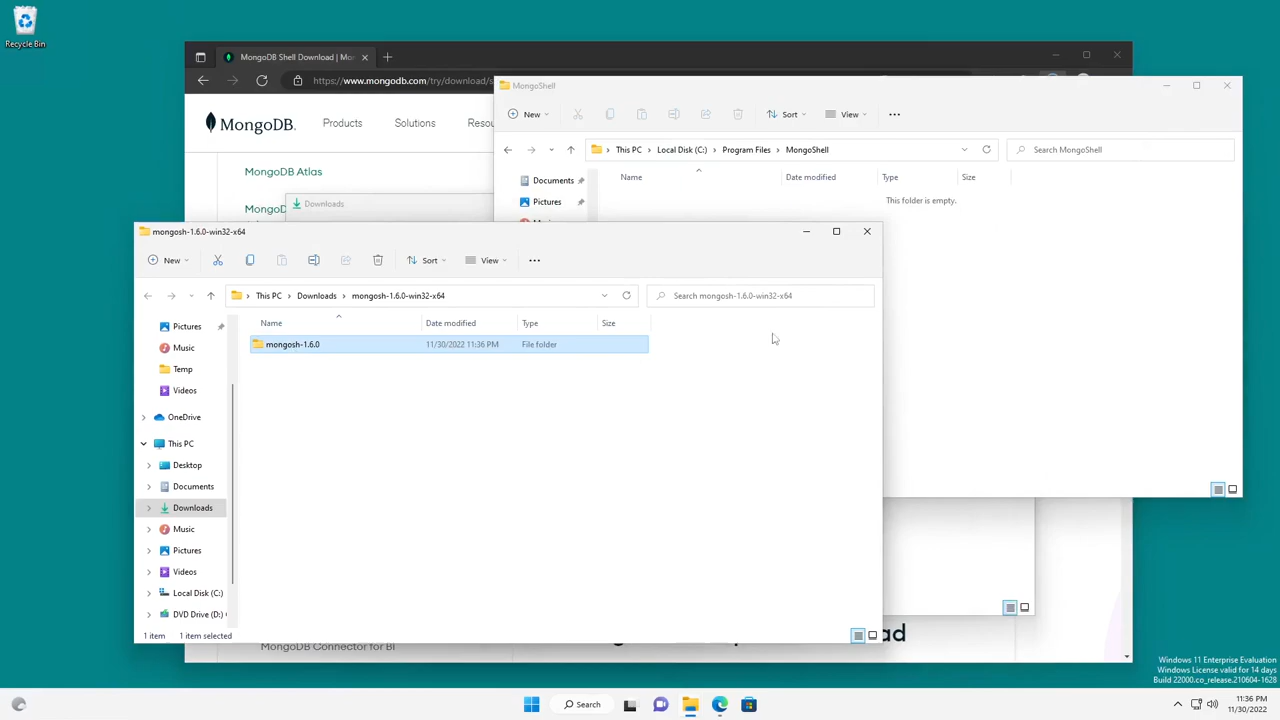 Recycle Bin
MongoDB Shell Download | Mo
https://www.mongodb.com/try/download/s
MongoDB.
Products
Solutions
Resou
MongoDB Atlas
MongoD
Downloads
MongoShell
New
Sort
View
This PC
Local Disk (C:)
Program Files
MongoShell
Search MongoShell
Documents
Pictures
Name
Date modified
Type
Size
This folder is empty.
mongosh-1.6.0-win32-x64
New
Sort
View
This PC
Downloads
mongosh-1.6.0-win32-x64
Search mongosh-1.6.0-win32-x64
Name
Date modified
Type
Size
mongosh-1.6.0
11/30/2022 11:36 PM
File folder
Pictures
Music
Temp
Videos
OneDrive
This PC
Desktop
Documents
Downloads
Music
Pictures
Videos
Local Disk (C:)
DVD Drive (D:)
1 item
1 item selected
MongoDB Connector for BI
ad
Windows 11 Enterprise Evaluation
Windows License valid for 14 days
Build 22000.co_release.210604-1628
Search
11:36 PM
11/30/2022